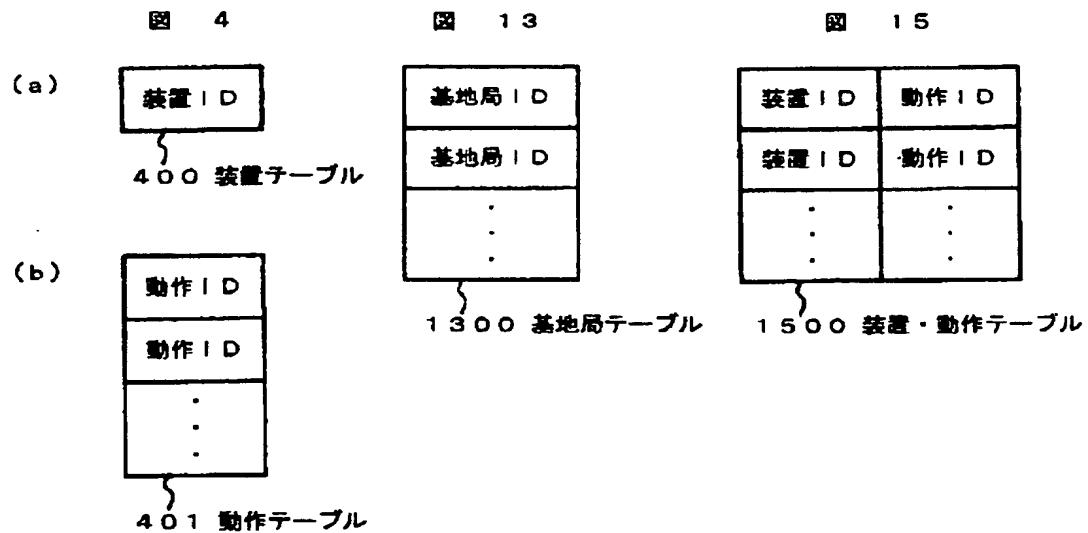 図 4
(a)
装置ID
400 装置テーブル
(b)
動作ID
動作ID
401 動作テーブル
図 13
基地局ID
基地局ID
1300 基地局テーブル
図 15
装置ID 動作ID
装置ID 動作ID
1500 装置・動作テーブル